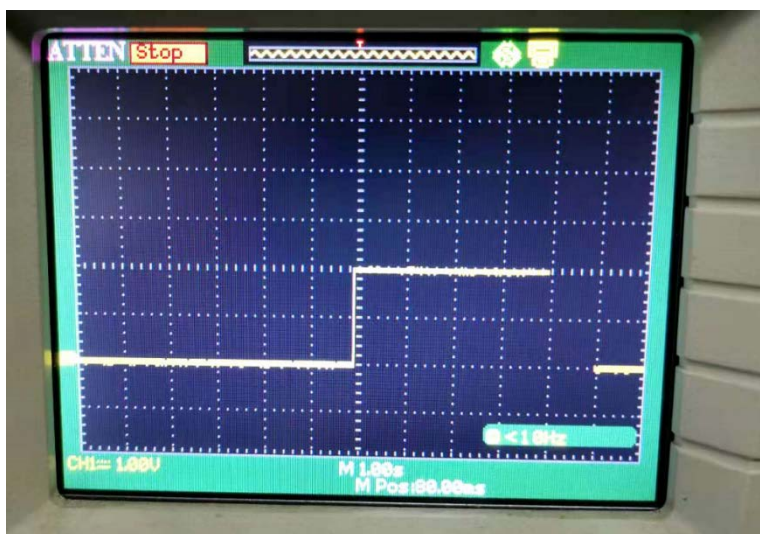 ATTEN Stop
T
<10Hz
CH1 1.00V
M 1.00s
M Pos:80.00ms